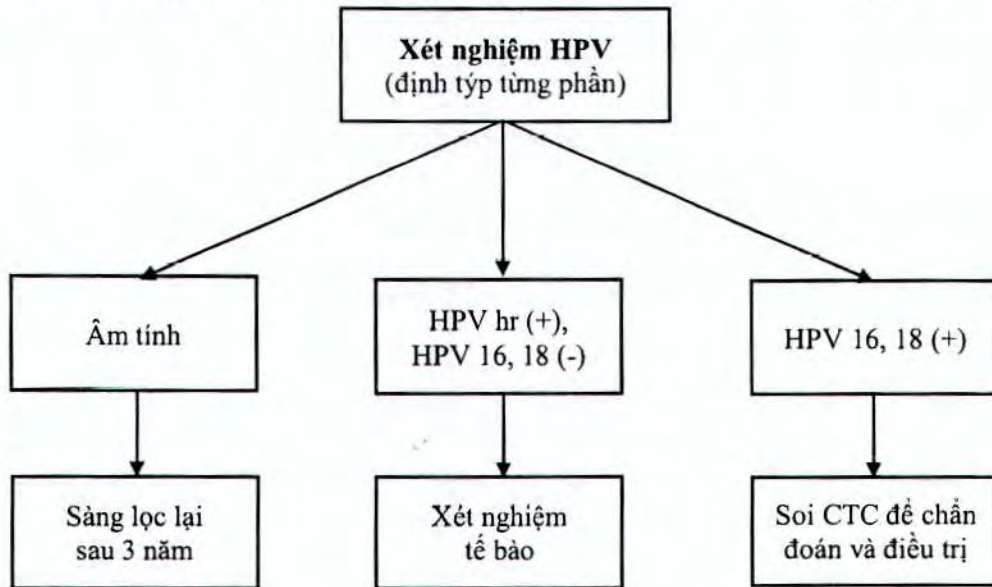 Xét nghiệm HPV
(định týp từng phần)
Âm tính
HPV hr (+),
HPV 16, 18 (-)
HPV 16, 18 (+)
Sàng lọc lại
sau 3 năm
Xét nghiệm
tế bào
Soi CTC để chẩn
đoán và điều trị